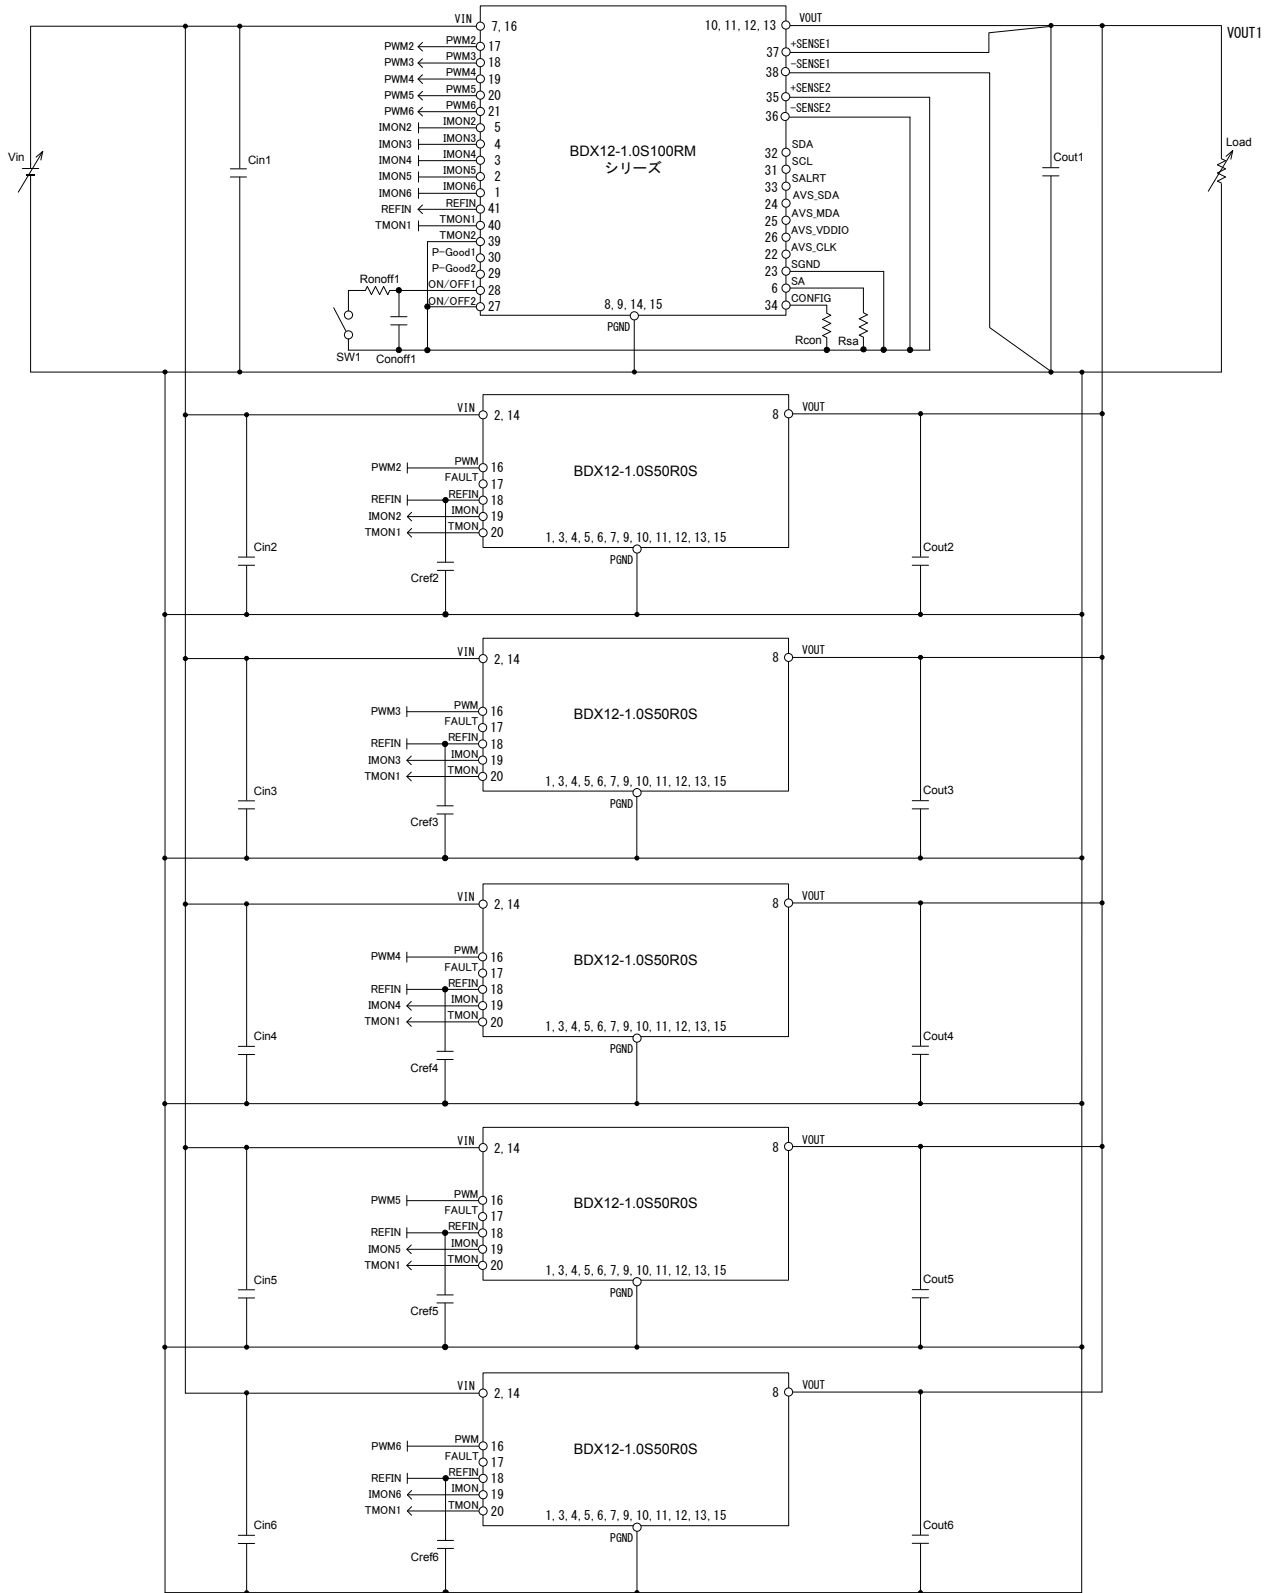 VIN 7, 16
10, 11, 12, 13 VOUT
VOUT1
PWM2 PWM2 17
PWM3 PWM3 18
PWM4 PWM4 19
PWM5 PWM5 20
PWM6 PWM6 21
IMON2 IMON2 5
IMON3 IMON3 4
IMON4 IMON4 3
IMON5 IMON5 2
IMON6 IMON6 1
REFIN REFIN 41
TMON1 TMON1 40
TMON2 39
P-Good1 30
P-Good2 29
ON/OFF1 28
ON/OFF2 27
BDX12-1.0S100RM
シリーズ
37 +SENSE1
38 -SENSE1
35 +SENSE2
36 -SENSE2
32 SDA
31 SCL
33 SALRT
24 AVS_SDA
25 AVS_MDA
26 AVS_VDDIO
22 AVS_CLK
23 SGND
6 SA
34 CONFIG
8, 9, 14, 15
PGND
Vin
Cin1
Ronoff1
SW1
Conoff1
Rcon
Rsa
Cout1
Load
VIN 2, 14
8 VOUT
PWM2 PWM 16
FAULT 17
REFIN REFIN 18
IMON2 IMON 19
TMON1 TMON 20
BDX12-1.0S50R0S
1, 3, 4, 5, 6, 7, 9, 10, 11, 12, 13, 15
PGND
Cin2
Cref2
Cout2
VIN 2, 14
8 VOUT
PWM3 PWM 16
FAULT 17
REFIN REFIN 18
IMON3 IMON 19
TMON1 TMON 20
BDX12-1.0S50R0S
1, 3, 4, 5, 6, 7, 9, 10, 11, 12, 13, 15
PGND
Cin3
Cref3
Cout3
VIN 2, 14
8 VOUT
PWM4 PWM 16
FAULT 17
REFIN REFIN 18
IMON4 IMON 19
TMON1 TMON 20
BDX12-1.0S50R0S
1, 3, 4, 5, 6, 7, 9, 10, 11, 12, 13, 15
PGND
Cin4
Cref4
Cout4
VIN 2, 14
8 VOUT
PWM5 PWM 16
FAULT 17
REFIN REFIN 18
IMON5 IMON 19
TMON1 TMON 20
BDX12-1.0S50R0S
1, 3, 4, 5, 6, 7, 9, 10, 11, 12, 13, 15
PGND
Cin5
Cref5
Cout5
VIN 2, 14
8 VOUT
PWM6 PWM 16
FAULT 17
REFIN REFIN 18
IMON6 IMON 19
TMON1 TMON 20
BDX12-1.0S50R0S
1, 3, 4, 5, 6, 7, 9, 10, 11, 12, 13, 15
PGND
Cin6
Cref6
Cout6